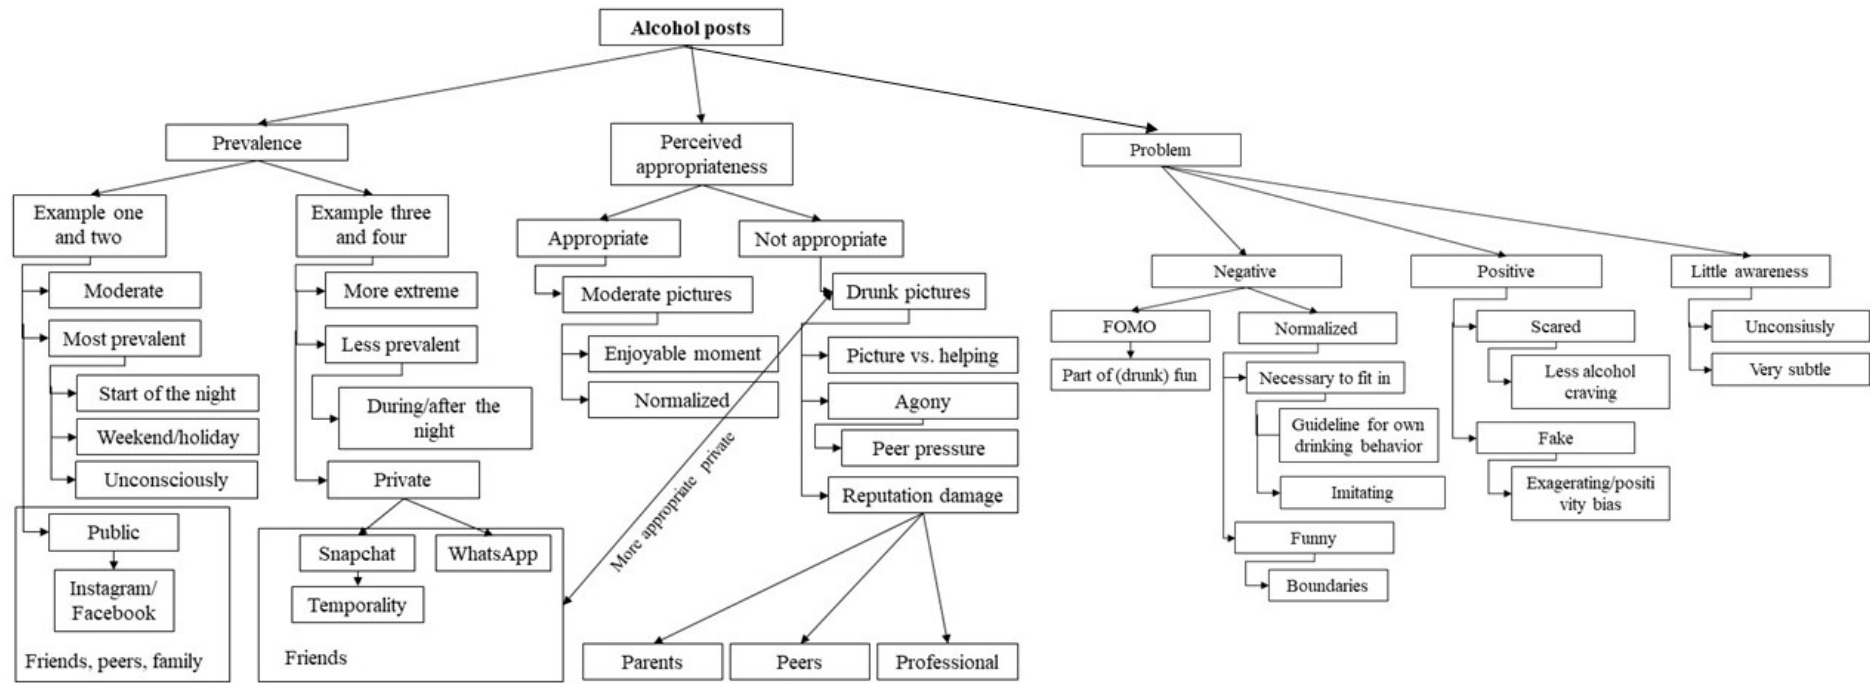 Alcohol posts
Prevalence
Perceived
appropriateness
Problem
Example one
and two
Example three
and four
Appropriate
Not appropriate
Negative
Positive
Little awareness
Moderate
Most prevalent
Start of the night
Weekend/holiday
Unconsciously
Public
Instagram/
Facebook
Friends, peers, family
More extreme
Less prevalent
During/after the
night
Private
Snapchat
WhatsApp
Temporality
Friends
Moderate pictures
Enjoyable moment
Normalized
More appropriate private
Drunk pictures
Picture vs. helping
Agony
Peer pressure
Reputation damage
Parents
Peers
Professional
FOMO
Part of (drunk) fun
Normalized
Necessary to fit in
Guideline for own
drinking behavior
Imitating
Funny
Boundaries
Scared
Less alcohol
craving
Fake
Exagerating/positi
vity bias
Unconsiusly
Very subtle